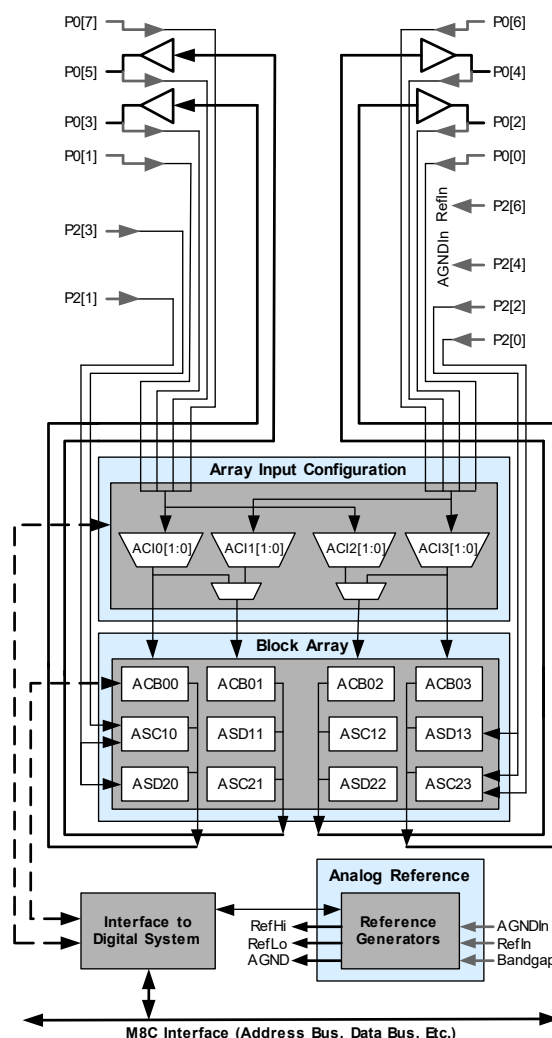 P0[7] P0[6]
P0[5] P0[4]
P0[3] P0[2]
P0[1] P0[0]
AGNDIn RefIn
P2[6]
P2[3]
P2[4]
P2[1]
P2[2]
P2[0]
Array Input Configuration
ACI0[1:0] ACI1[1:0] ACI2[1:0] ACI3[1:0]
Block Array
ACB00 ACB01 ACB02 ACB03
ASC10 ASD11 ASC12 ASD13
ASD20 ASC21 ASD22 ASC23
Analog Reference
Interface to
Digital System
RefHi
RefLo
AGND
Reference
Generators
AGNDIn
RefIn
Bandgap
M8C Interface (Address Bus, Data Bus, Etc.)